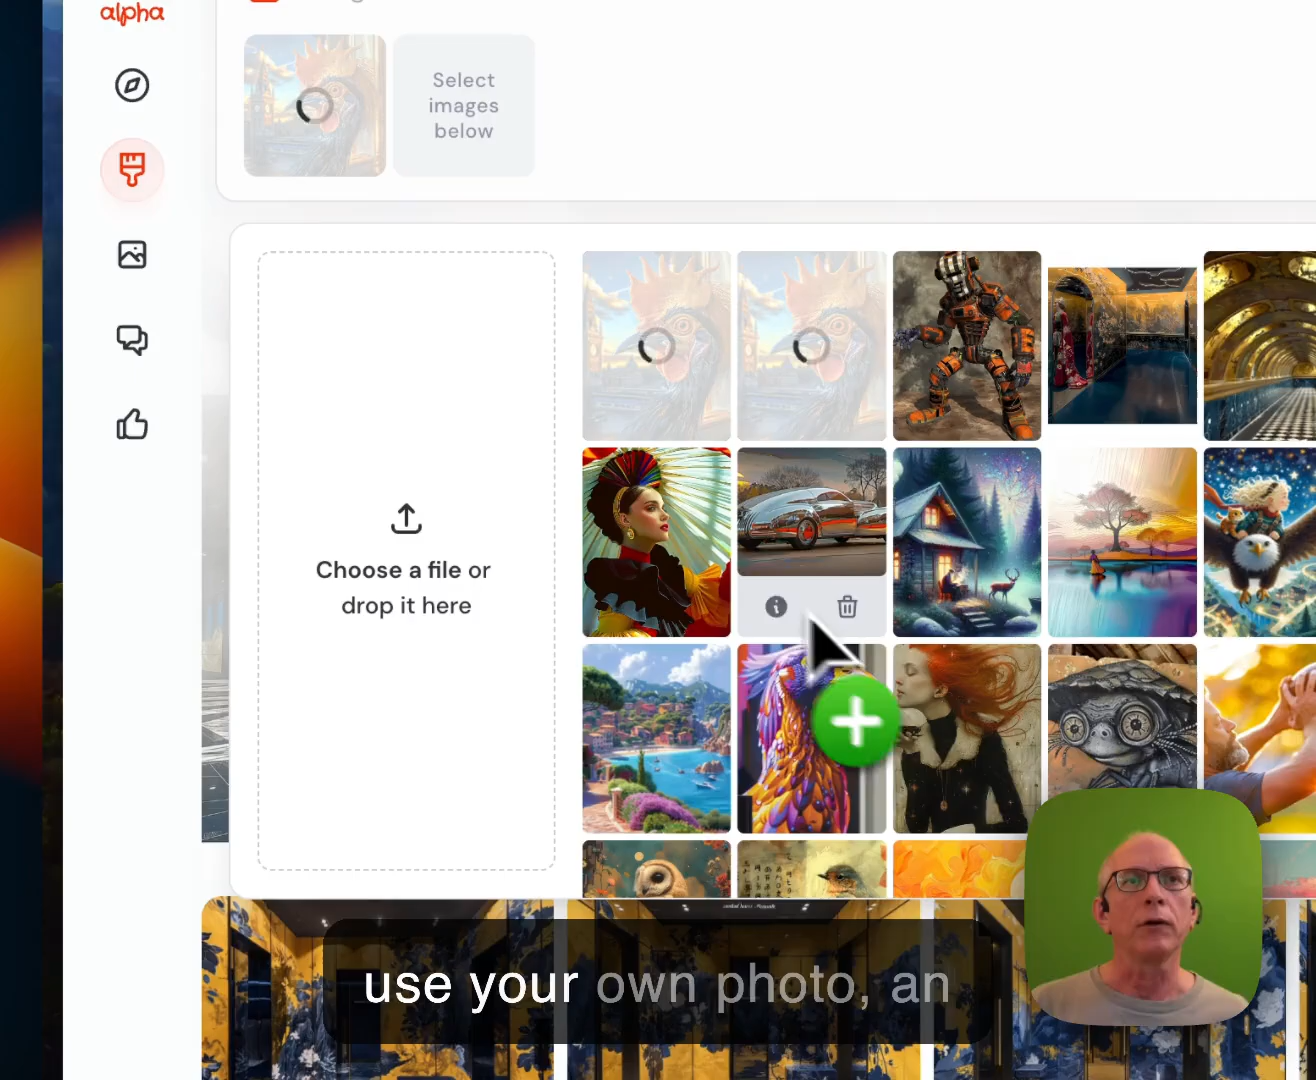 alpha
Select
images
below
Choose a file or
drop it here
use your own photo, an